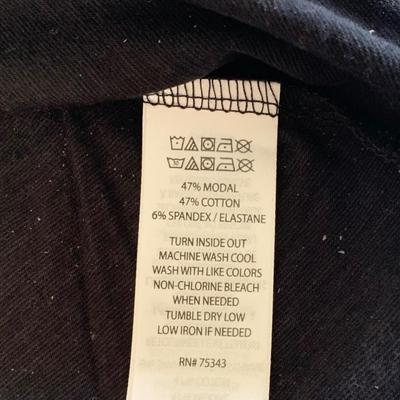 47% MODAL
47% COTTON
6% SPANDEX / ELASTANE
TURN INSIDE OUT
MACHINE WASH COOL
WASH WITH LIKE COLORS
NON-CHLORINE BLEACH
WHEN NEEDED
TUMBLE DRY LOW
LOW IRON IF NEEDED
RN# 75343